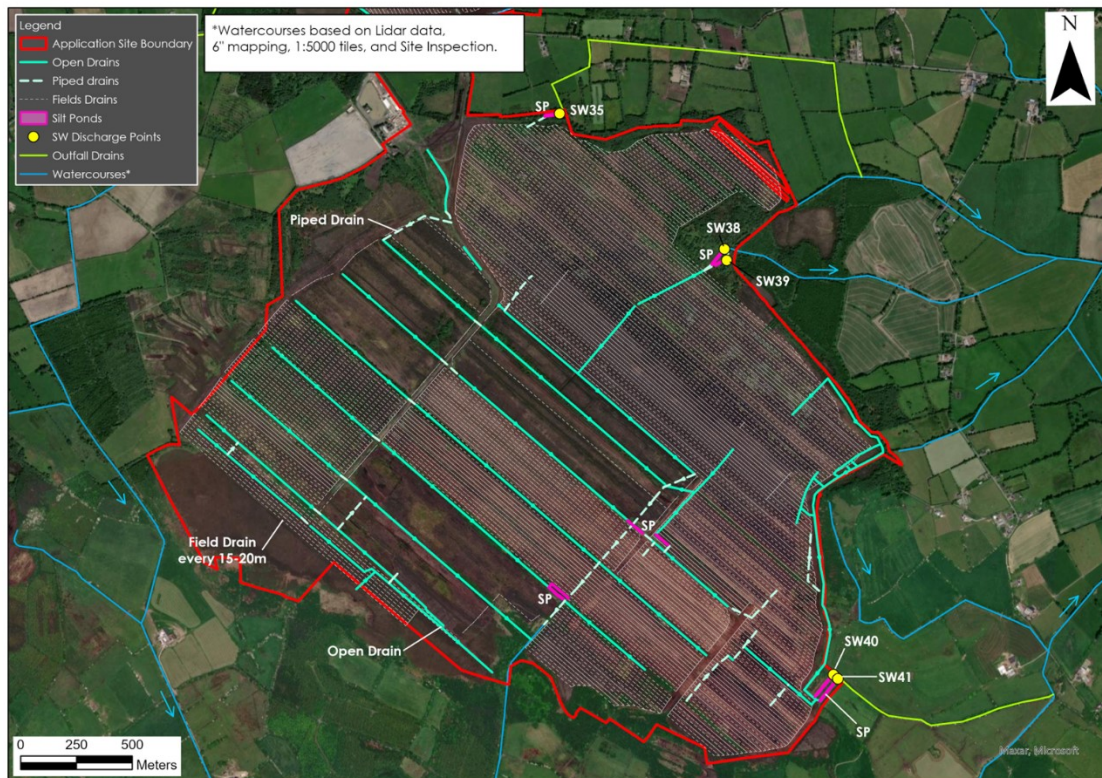 Legend
Application Site Boundary
Open Drains
Piped drains
Fields Drains
Silt Ponds
SW Discharge Points
Outfall Drains
Watercourses*
*Watercourses based on Lidar data,
6" mapping, 1:5000 tiles, and Site Inspection.
N
SP
SW35
Piped Drain
SW38
SP
SW39
SP
Field Drain
every 15-20m
SP
Open Drain
SW40
SW41
SP
0 250 500
Meters
Maxar, Microsoft